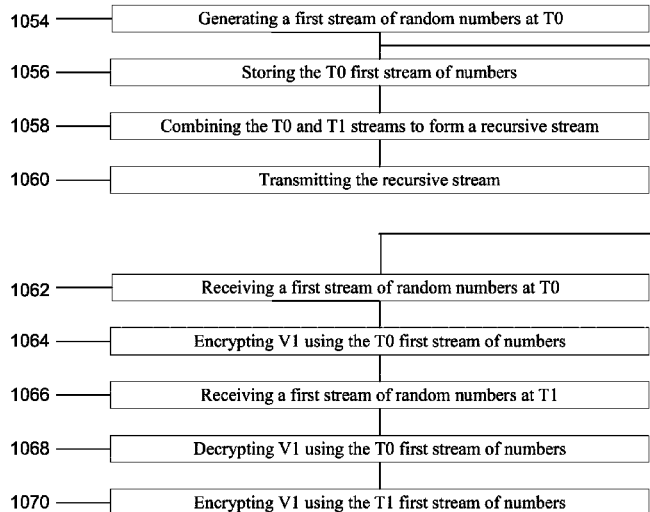 1054 Generating a first stream of random numbers at T0
1056 Storing the T0 first stream of numbers
1058 Combining the T0 and T1 streams to form a recursive stream
1060 Transmitting the recursive stream
1062 Receiving a first stream of random numbers at T0
1064 Encrypting V1 using the T0 first stream of numbers
1066 Receiving a first stream of random numbers at T1
1068 Decrypting V1 using the T0 first stream of numbers
1070 Encrypting V1 using the T1 first stream of numbers